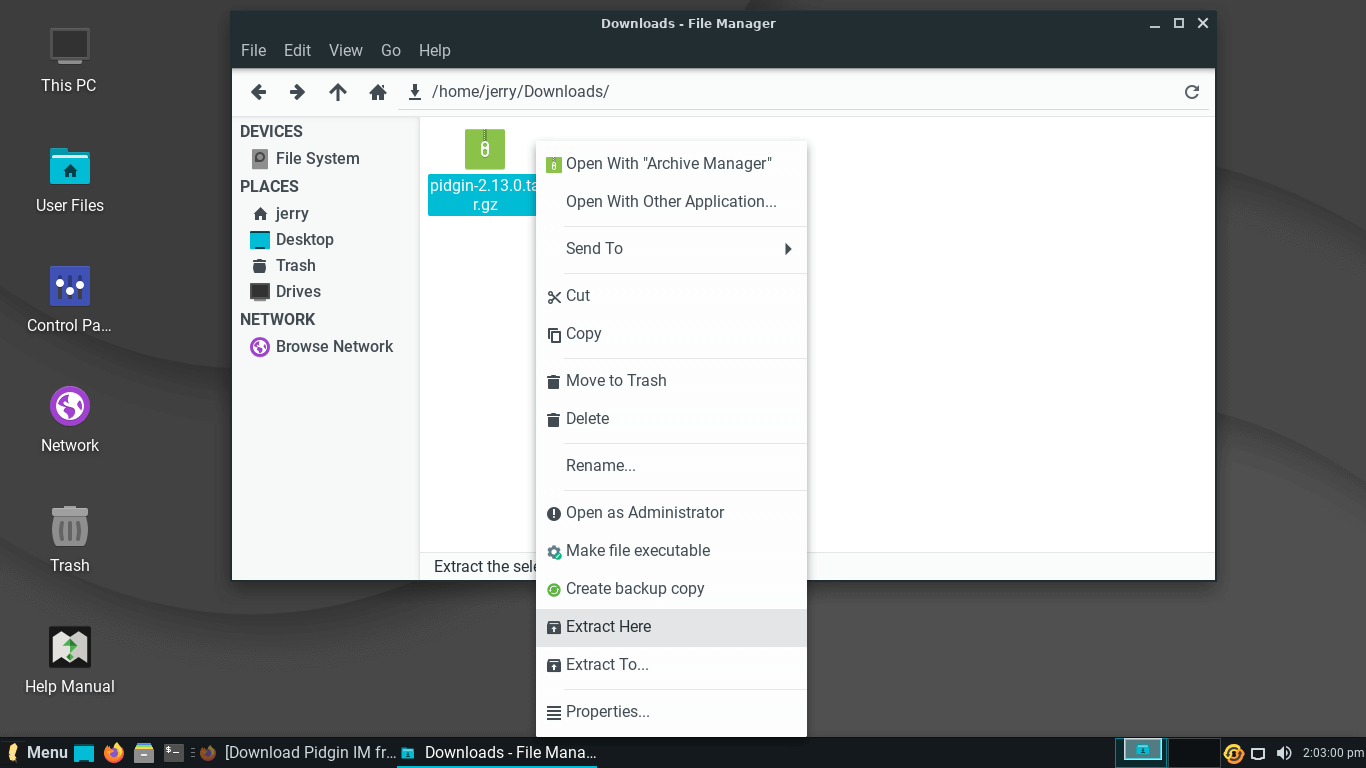 Downloads - File Manager
File Edit View Go Help
/home/jerry/Downloads/
This PC
User Files
Control Pa...
Network
Trash
Help Manual
DEVICES
File System
PLACES
jerry
Desktop
Trash
Drives
NETWORK
Browse Network
pidgin-2.13.0.ta
r.gz
Open With "Archive Manager"
Open With Other Application...
Send To
Cut
Copy
Move to Trash
Delete
Rename...
Open as Administrator
Make file executable
Create backup copy
Extract Here
Extract To...
Properties...
Extract the sele
Menu
[Download Pidgin IM fr...
Downloads - File Mana...
2:03:00 pm